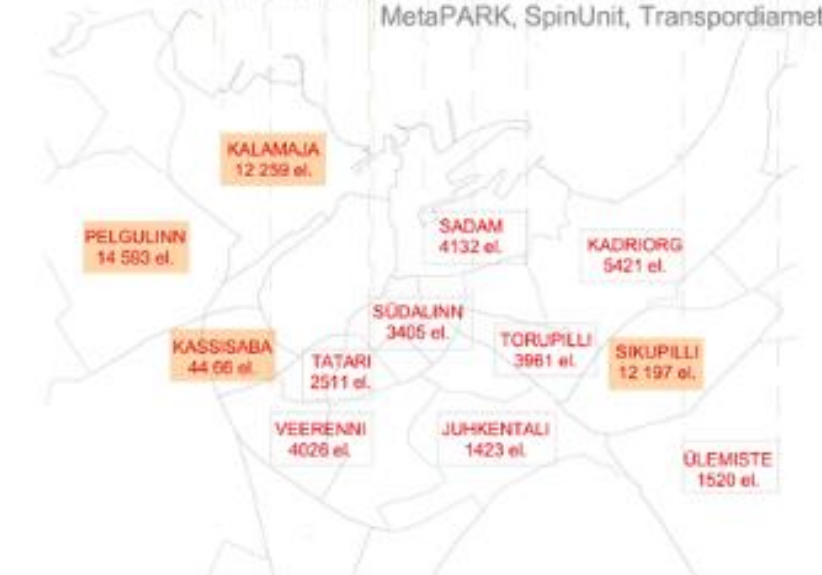 MetaPARK, SpinUnit, Transpordiamet
KALAMAJA
12 259 el.
PELGULINN
14 583 el.
SADAM
4132 el.
KADRIORG
5421 el.
SÜDALINN
3405 el.
KASSISABA
44 66 el.
TATARI
2511 el.
TORUPILLI
3961 el.
SIKUPILLI
12 197 el.
VEERENNI
4026 el.
JUHKENTALI
1423 el.
ÜLEMISTE
1520 el.